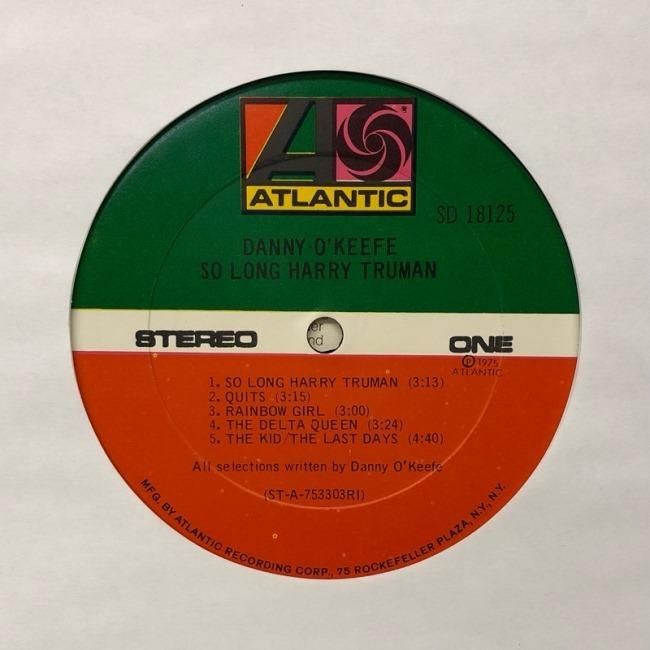 ATLANTIC
SD 18125
DANNY O'KEEFE
SO LONG HARRY TRUMAN
STEREO
ONE
Ⓟ 1975
ATLANTIC
1. SO LONG HARRY TRUMAN (3:13)
2. QUITS (3:15)
3. RAINBOW GIRL (3:00)
4. THE DELTA QUEEN (3:24)
5. THE KID/THE LAST DAYS (4:40)
All selections written by Danny O'Keefe
(ST-A-753303RI)
MFG. BY ATLANTIC RECORDING CORP., 75 ROCKEFELLER PLAZA, N.Y., N.Y.